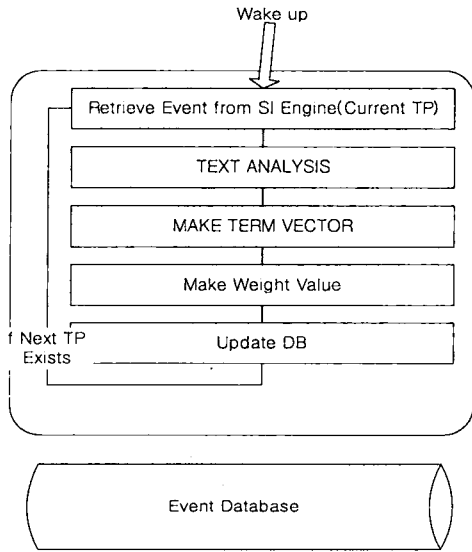 Wake up
Retrieve Event from SI Engine(Current TP)
TEXT ANALYSIS
MAKE TERM VECTOR
Make Weight Value
Update DB
f Next TP
Exists
Event Database